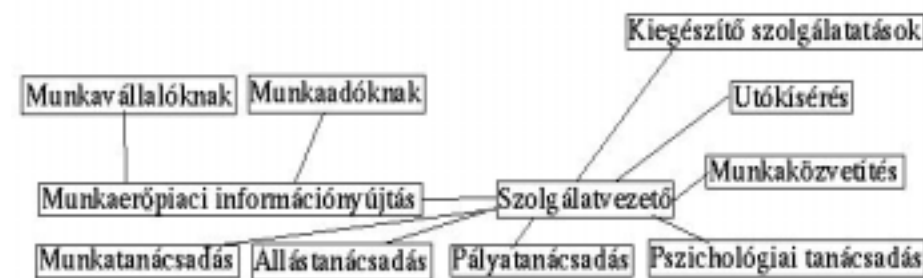 Kiegészítő szolgálatatások
Munkavállalóknak
Munkaadóknak
Utókísérés
Munkaközvetítés
Munkaerőpiaci információnyújtás
Szolgálatvezető
Munkatanácsadás
Állástanácsadás
Pályatanácsadás
Pszichológiai tanácsadás